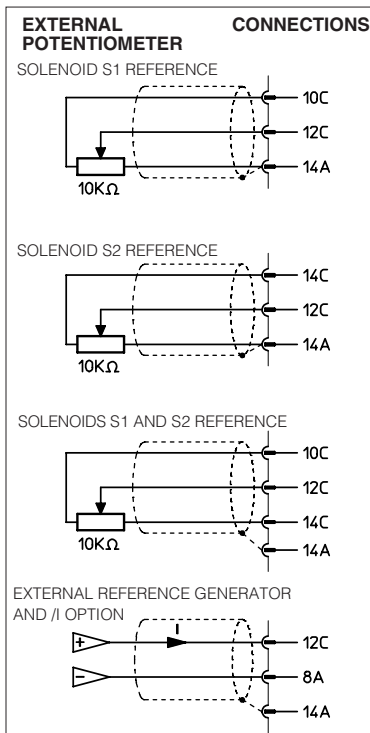 EXTERNAL POTENTIOMETER CONNECTIONS
SOLENOID S1 REFERENCE
10C
12C
14A
10KΩ
SOLENOID S2 REFERENCE
14C
12C
14A
10KΩ
SOLENOIDS S1 AND S2 REFERENCE
10C
12C
14C
10KΩ
14A
EXTERNAL REFERENCE GENERATOR
AND /I OPTION
I
+ 12C
- 8A
14A